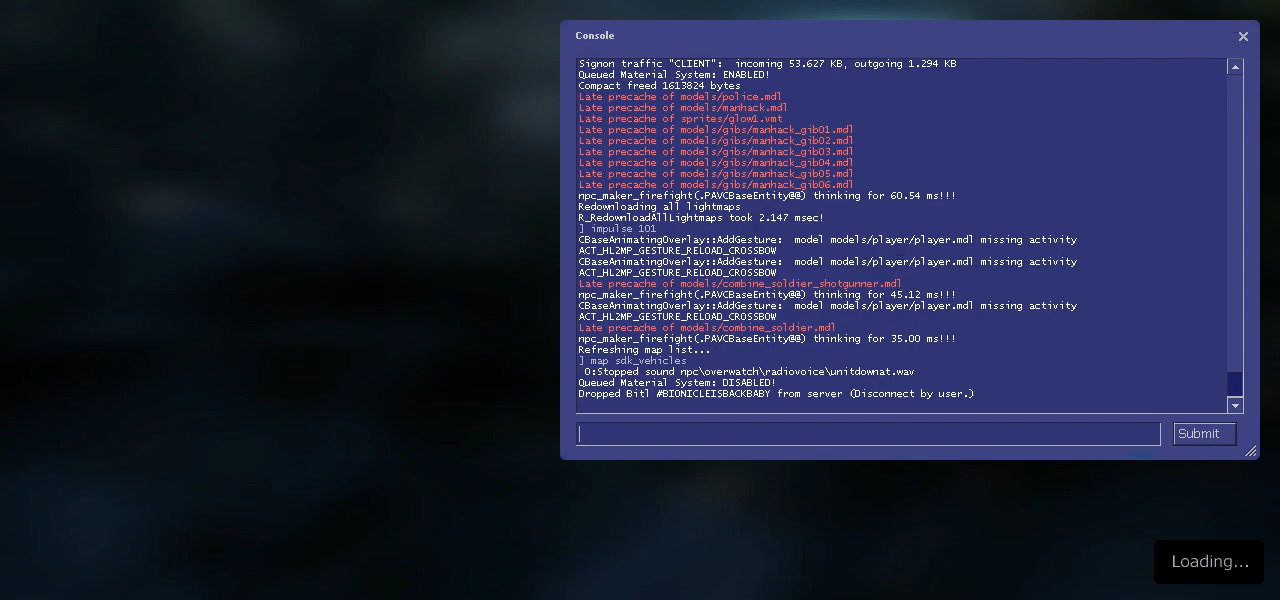 Console
Signon traffic "CLIENT":  incoming 53.627 KB, outgoing 1.294 KB
Queued Material System: ENABLED!
Compact freed 1613824 bytes
Late precache of models/police.mdl
Late precache of models/manhack.mdl
Late precache of sprites/glow1.vmt
Late precache of models/gibs/manhack_gib01.mdl
Late precache of models/gibs/manhack_gib02.mdl
Late precache of models/gibs/manhack_gib03.mdl
Late precache of models/gibs/manhack_gib04.mdl
Late precache of models/gibs/manhack_gib05.mdl
Late precache of models/gibs/manhack_gib06.mdl
npc_maker_firefight(.PAVCBaseEntity@@) thinking for 60.54 ms!!!
Redownloading all lightmaps
R_RedownloadAllLightmaps took 2.147 msec!
] impulse 101
CBaseAnimatingOverlay::AddGesture:  model models/player/player.mdl missing activity
ACT_HL2MP_GESTURE_RELOAD_CROSSBOW
CBaseAnimatingOverlay::AddGesture:  model models/player/player.mdl missing activity
ACT_HL2MP_GESTURE_RELOAD_CROSSBOW
Late precache of models/combine_soldier_shotgunner.mdl
npc_maker_firefight(.PAVCBaseEntity@@) thinking for 45.12 ms!!!
CBaseAnimatingOverlay::AddGesture:  model models/player/player.mdl missing activity
ACT_HL2MP_GESTURE_RELOAD_CROSSBOW
Late precache of models/combine_soldier.mdl
npc_maker_firefight(.PAVCBaseEntity@@) thinking for 35.00 ms!!!
Refreshing map list...
] map sdk_vehicles
 0:Stopped sound npc\overwatch\radiovoice\unitdownat.wav
Queued Material System: DISABLED!
Dropped Bitl #BIONICLEISBACKBABY from server (Disconnect by user.)
Submit
Loading...